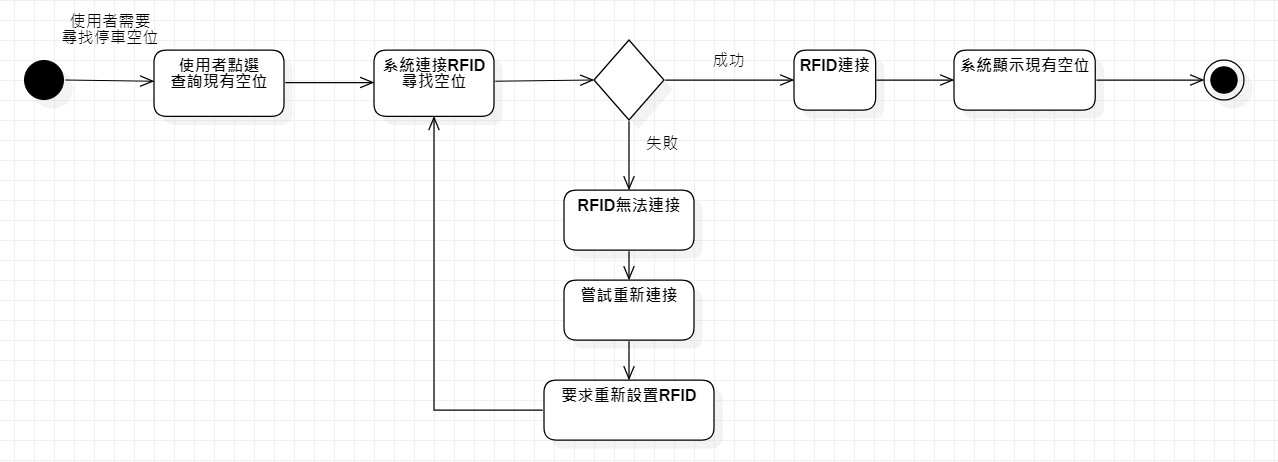 使用者需要
尋找停車空位
使用者點選
查詢現有空位
系統連接RFID
尋找空位
成功
RFID連接
系統顯示現有空位
失敗
RFID無法連接
嘗試重新連接
要求重新設置RFID